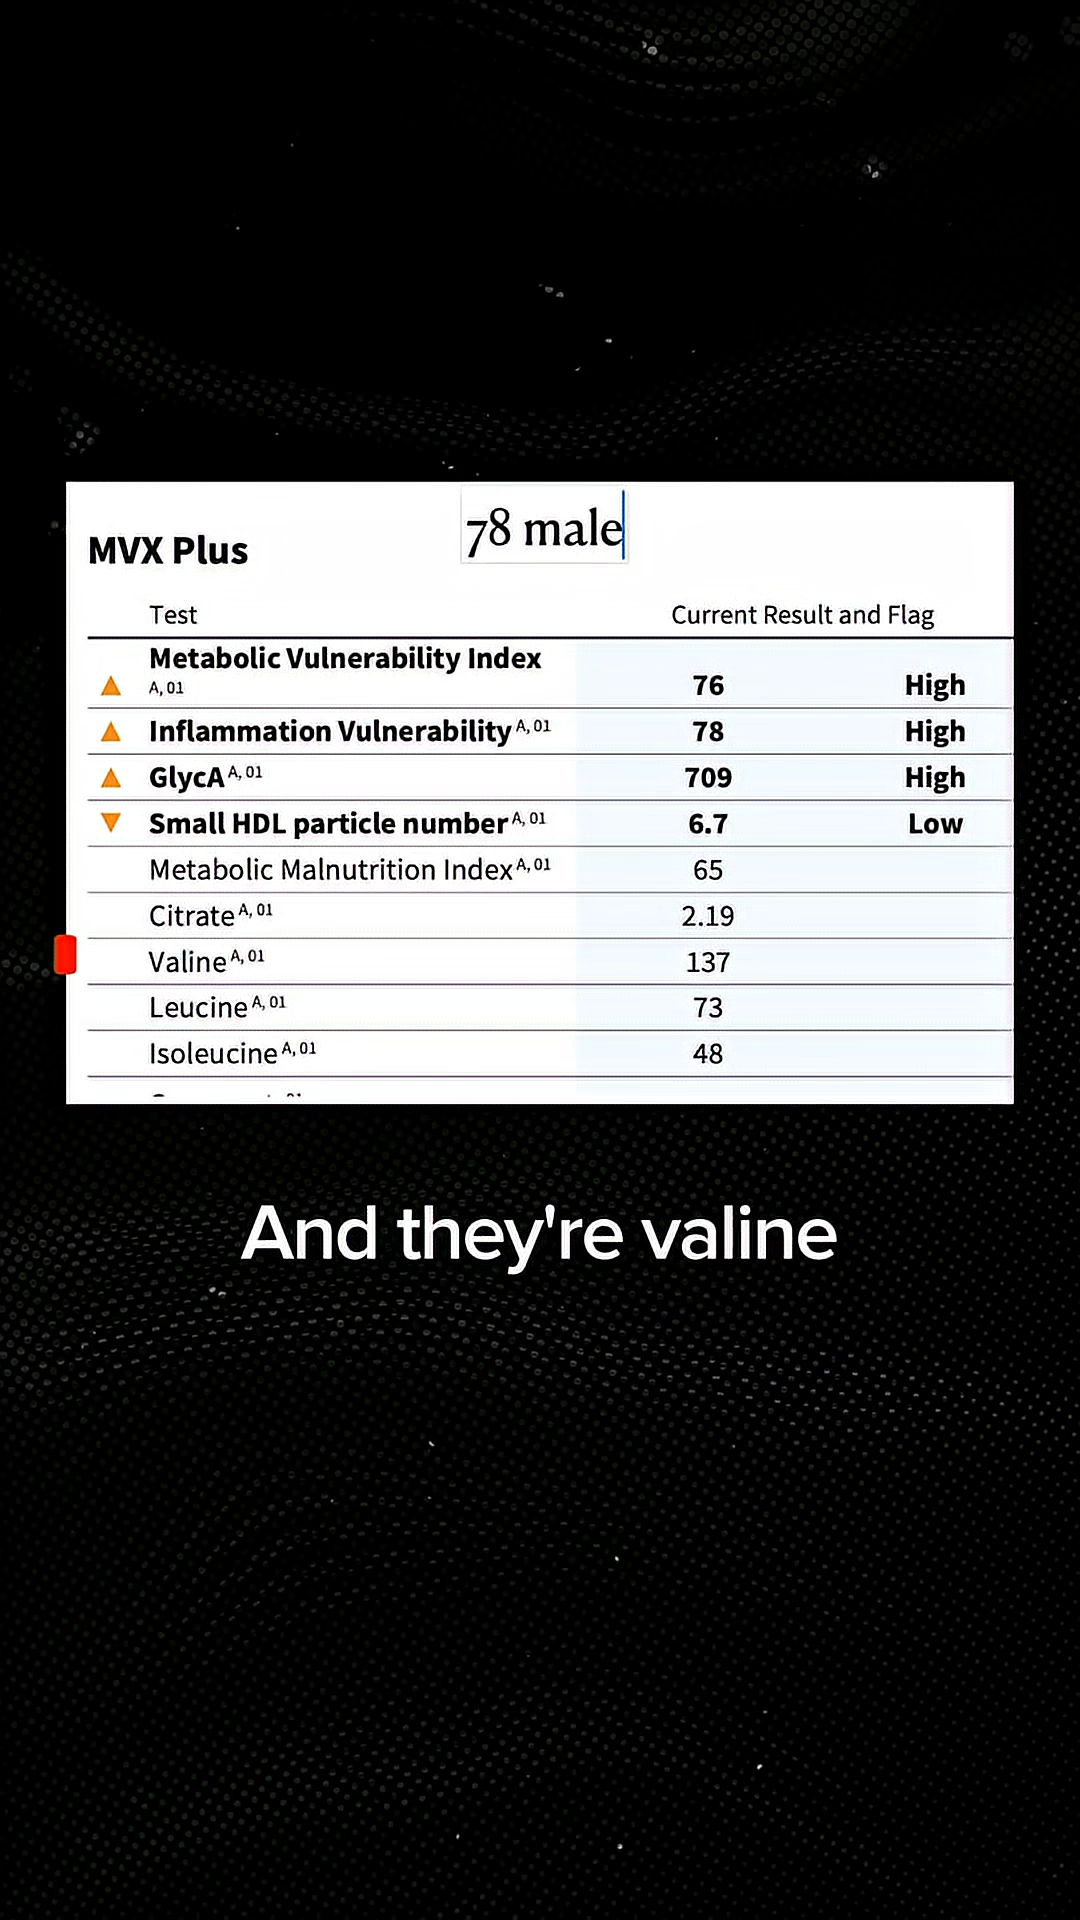 78 male
MVX Plus
Test Current Result and Flag
Metabolic Vulnerability Index
A, 01 76 High
Inflammation Vulnerability A, 01 78 High
GlycA A, 01 709 High
Small HDL particle number A, 01 6.7 Low
Metabolic Malnutrition Index A, 01 65
Citrate A, 01 2.19
Valine A, 01 137
Leucine A, 01 73
Isoleucine A, 01 48
And they're valine